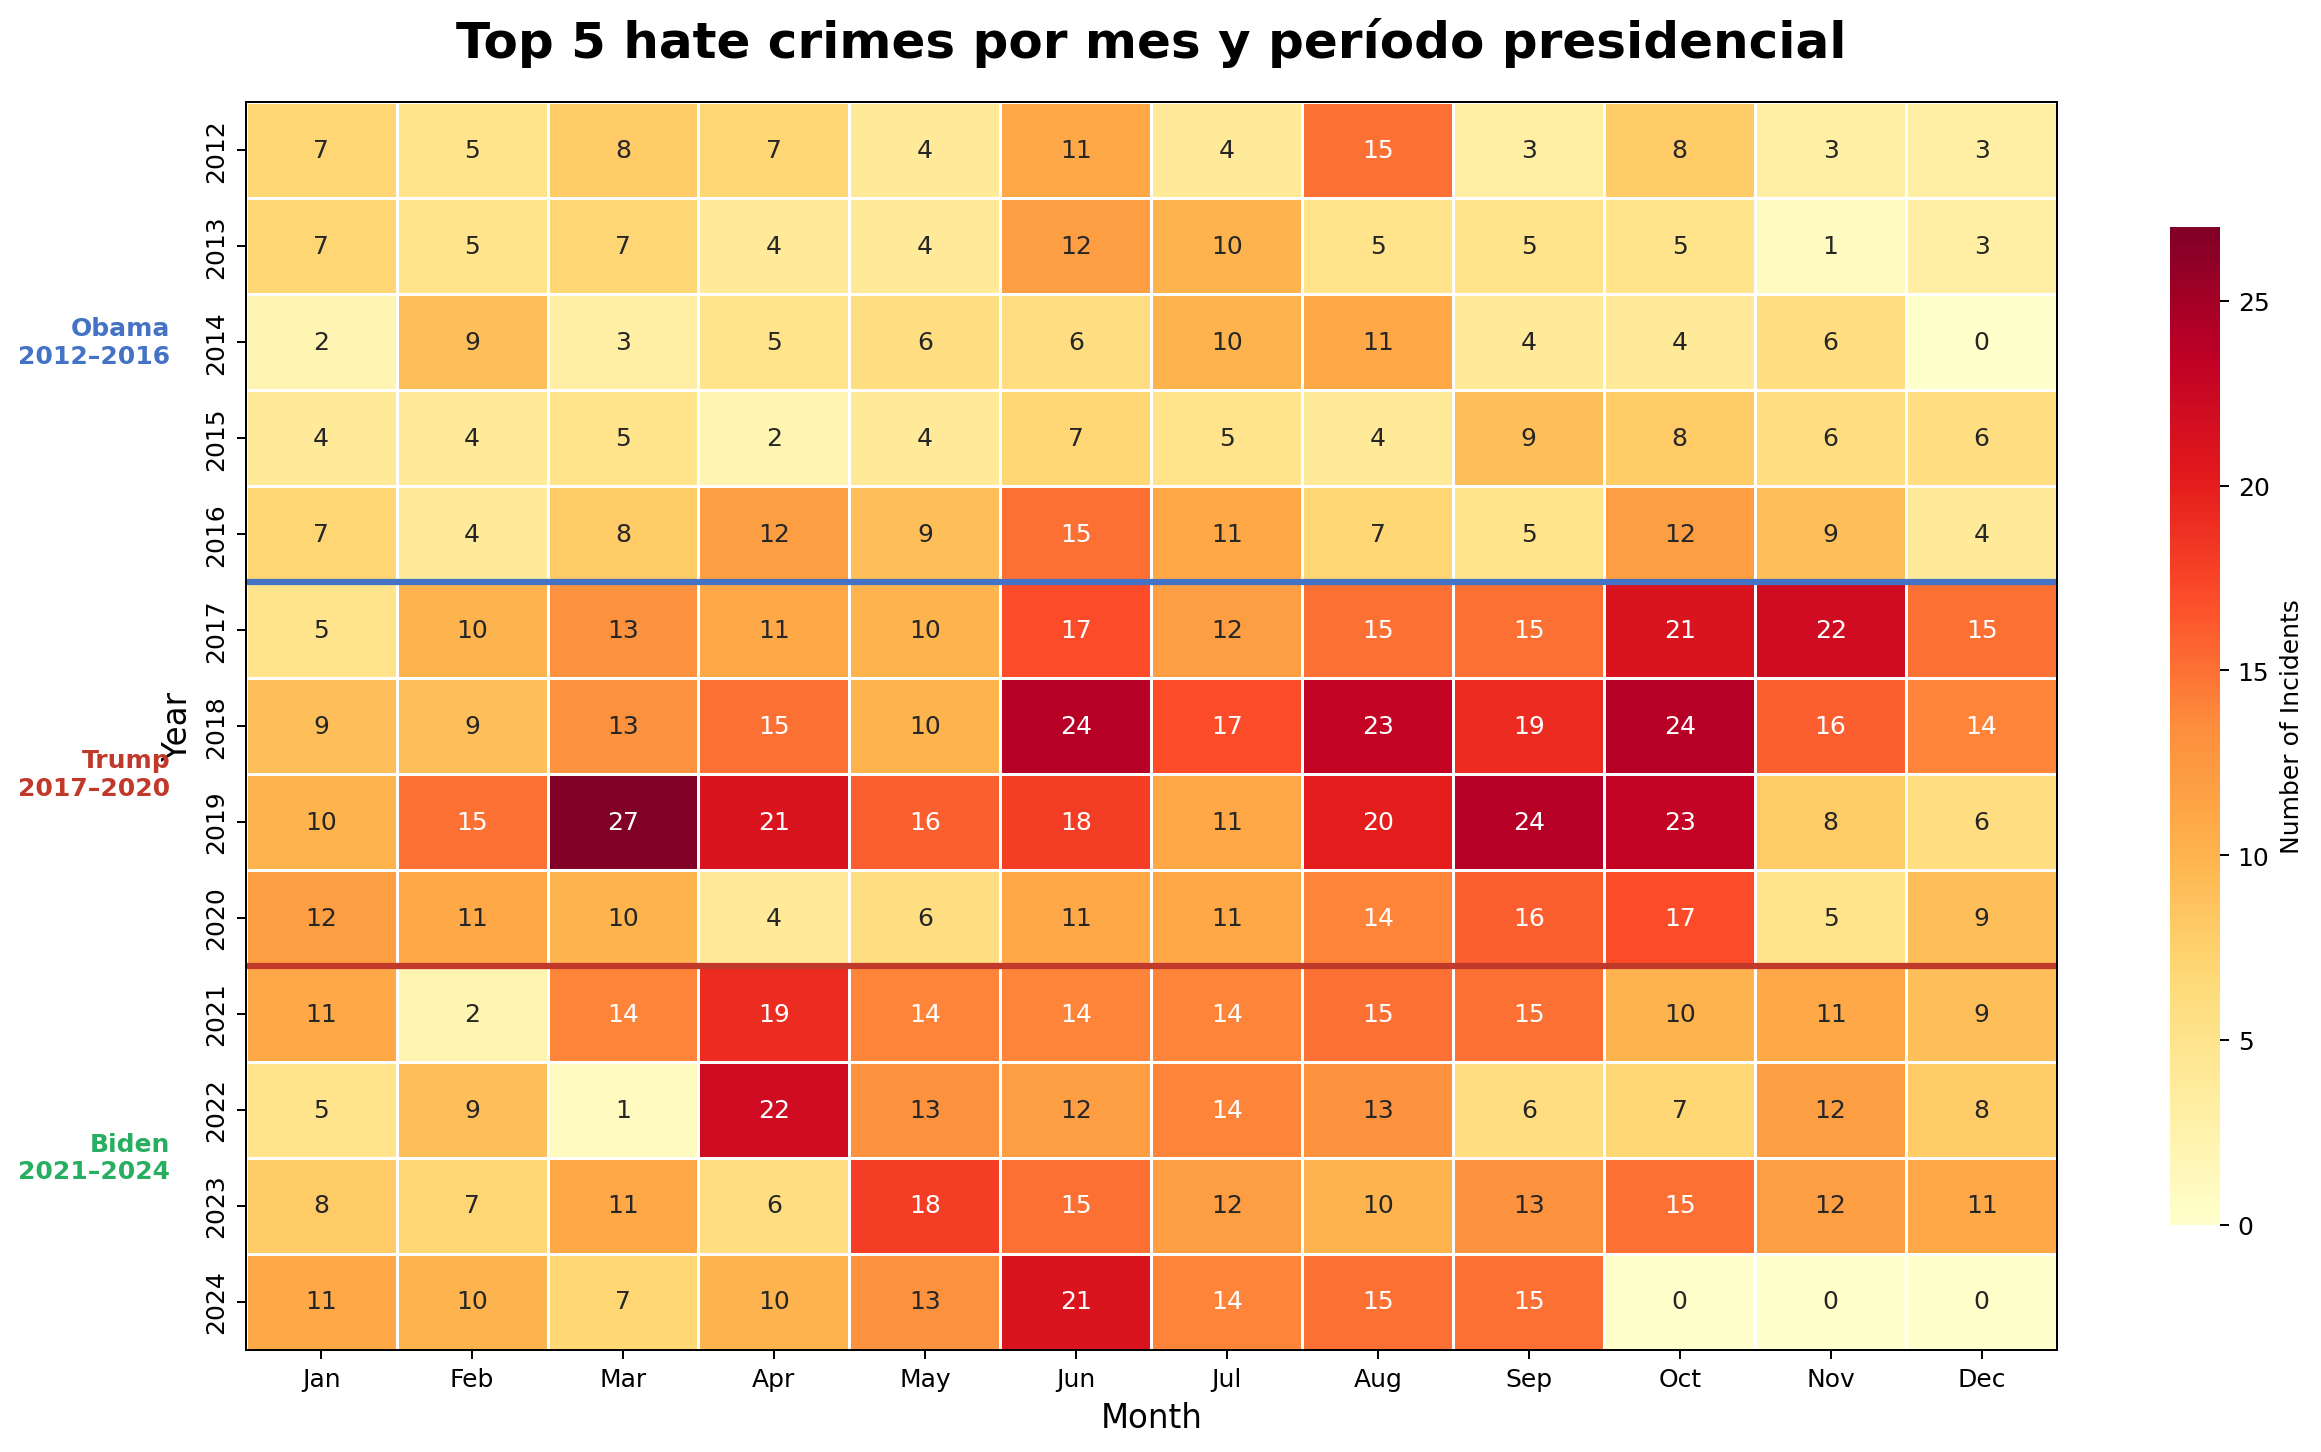 Top 5 hate crimes por mes y período presidencial
2012 7 5 8 7 4 11 4 15 3 8 3 3
2013 7 5 7 4 4 12 10 5 5 5 1 3
Obama
2012–2016
2014 2 9 3 5 6 6 10 11 4 4 6 0
2015 4 4 5 2 4 7 5 4 9 8 6 6
2016 7 4 8 12 9 15 11 7 5 12 9 4
2017 5 10 13 11 10 17 12 15 15 21 22 15
Year
2018 9 9 13 15 10 24 17 23 19 24 16 14
Trump
2017–2020
2019 10 15 27 21 16 18 11 20 24 23 8 6
2020 12 11 10 4 6 11 11 14 16 17 5 9
2021 11 2 14 19 14 14 14 15 15 10 11 9
2022 5 9 1 22 13 12 14 13 6 7 12 8
Biden
2021–2024
2023 8 7 11 6 18 15 12 10 13 15 12 11
2024 11 10 7 10 13 21 14 15 15 0 0 0
Jan Feb Mar Apr May Jun Jul Aug Sep Oct Nov Dec
Month
25
20
15
10
5
0
Number of Incidents